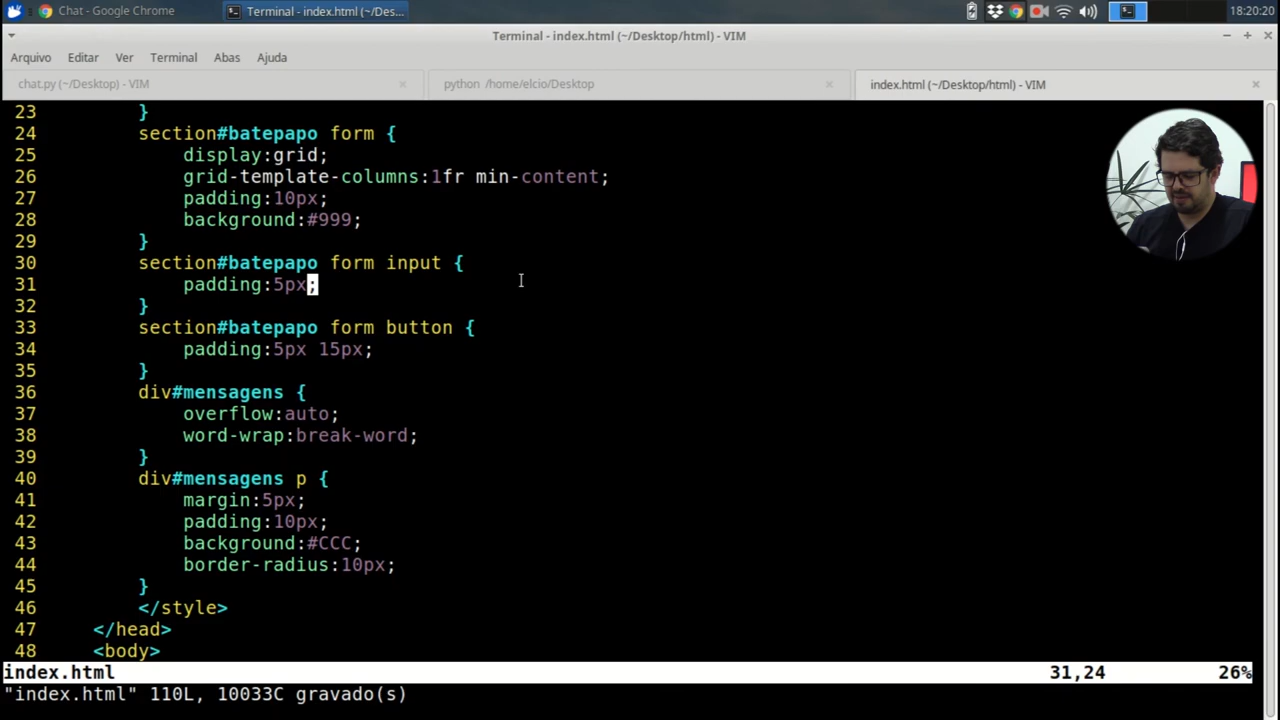 Chat - Google Chrome
Terminal - index.html (~/Des...
18:20:20
Terminal - index.html (~/Desktop/html) - VIM
Arquivo Editar Ver Terminal Abas Ajuda
chat.py (~/Desktop) - VIM
python /home/elcio/Desktop
index.html (~/Desktop/html) - VIM
23 }
24 section#batepapo form {
25 display:grid;
26 grid-template-columns:1fr min-content;
27 padding:10px;
28 background:#999;
29 }
30 section#batepapo form input {
31 padding:5px;
32 }
33 section#batepapo form button {
34 padding:5px 15px;
35 }
36 div#mensagens {
37 overflow:auto;
38 word-wrap:break-word;
39 }
40 div#mensagens p {
41 margin:5px;
42 padding:10px;
43 background:#CCC;
44 border-radius:10px;
45 }
46 </style>
47 </head>
48 <body>
index.html 31,24 26%
"index.html" 110L, 10033C gravado(s)